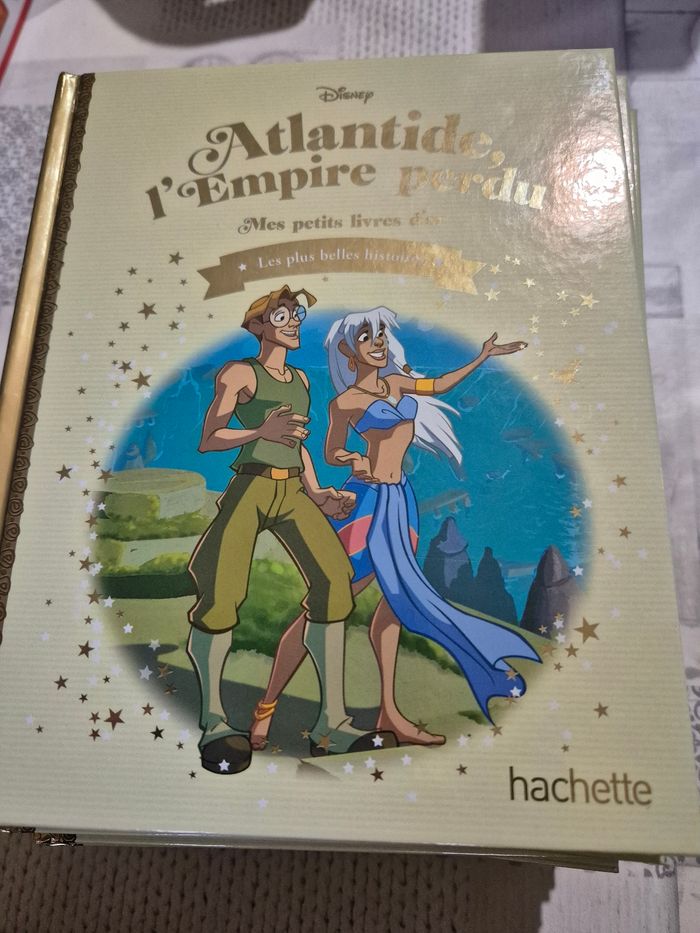 Disney
Atlantide,
l'Empire perdu
Mes petits livres d'or
Les plus belles histoires
hachette